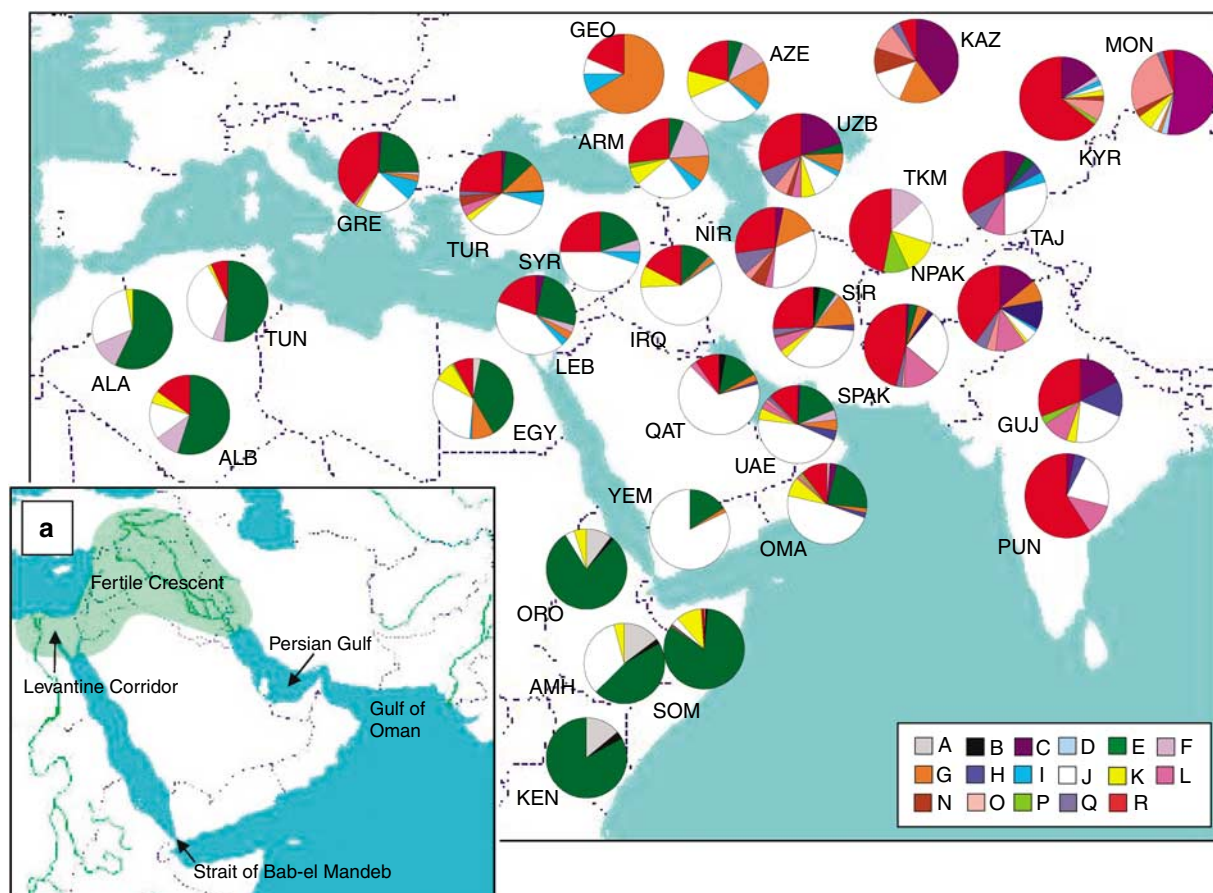 GEO
AZE
KAZ
MON
ARM
UZB
KYR
GRE
TUR
TKM
SYR
NIR
TAJ
NPAK
TUN
SIR
ALA
IRQ
LEB
ALB
EGY
QAT
SPAK
GUJ
UAE
YEM
OMA
PUN
ORO
AMH
SOM
KEN
a
Fertile Crescent
Persian Gulf
Levantine Corridor
Gulf of
Oman
Strait of Bab-el Mandeb
A B C D E F
G H I J K L
N O P Q R